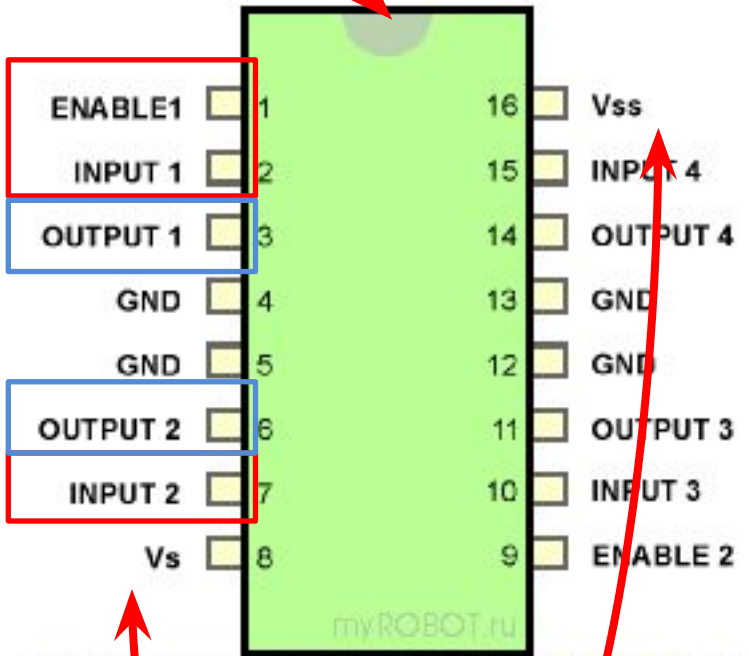 ENABLE1 1 16 Vss
INPUT 1 2 15 INPUT 4
OUTPUT 1 3 14 OUTPUT 4
GND 4 13 GND
GND 5 12 GND
OUTPUT 2 6 11 OUTPUT 3
INPUT 2 7 10 INPUT 3
Vs 8 9 ENABLE 2
myROBOT.ru